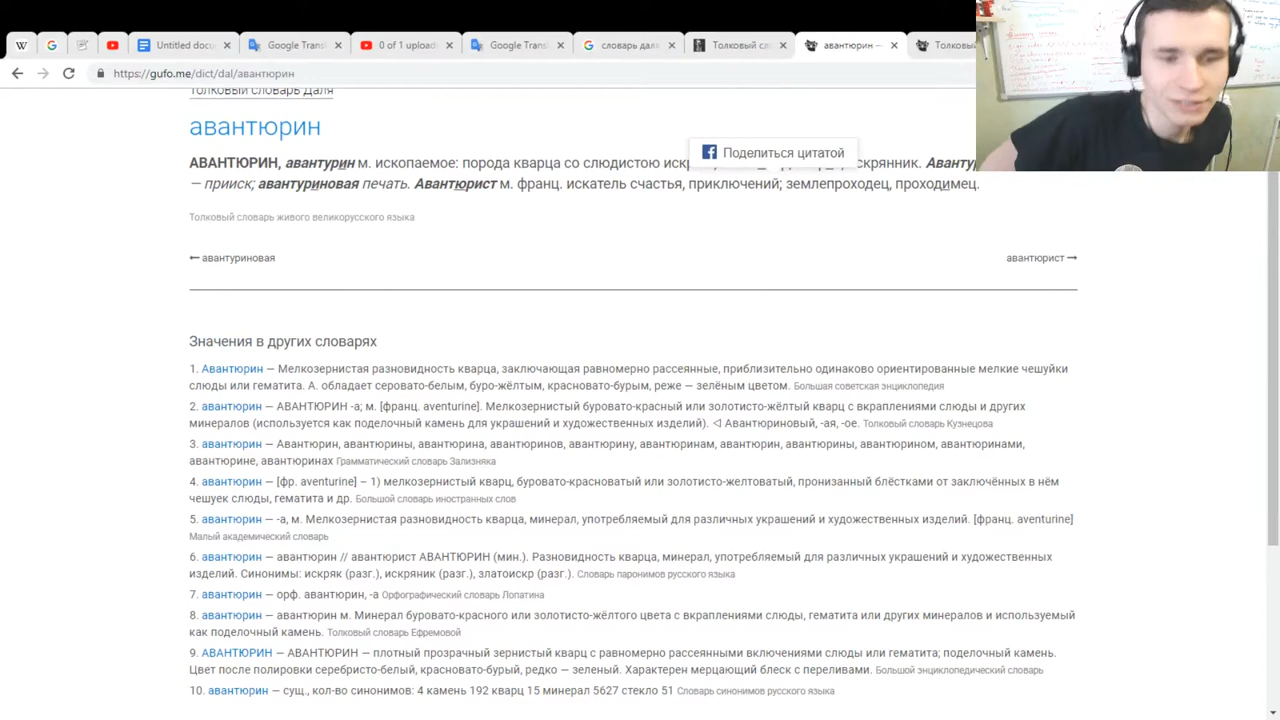 W
Untitled docu
Google Trans
0 of 1 upload
Google Trans
словарь даля
Толковый сл
авантюрин —
Толковый
https://gufo.me/dict/dal/авантюрин
Толковый словарь Даля
авантюрин
Поделиться цитатой
АВАНТЮРИН, авантурин м. ископаемое: порода кварца со слюдистою искр скрянник. Авантур
— прииск; авантуриновая печать. Авантюрист м. франц. искатель счастья, приключений; землепроходец, проходимец.
Толковый словарь живого великорусского языка
← авантуриновая
авантюрист →
Значения в других словарях
1. Авантюрин — Мелкозернистая разновидность кварца, заключающая равномерно рассеянные, приблизительно одинаково ориентированные мелкие чешуйки
слюды или гематита. А. обладает серовато-белым, буро-жёлтым, красновато-бурым, реже — зелёным цветом. Большая советская энциклопедия
2. авантюрин — АВАНТЮРИН -а; м. [франц. aventurine]. Мелкозернистый буровато-красный или золотисто-жёлтый кварц с вкраплениями слюды и других
минералов (используется как поделочный камень для украшений и художественных изделий). ◁ Авантюриновый, -ая, -ое. Толковый словарь Кузнецова
3. авантюрин — Авантюрин, авантюрины, авантюрина, авантюринов, авантюрину, авантюринам, авантюрин, авантюрины, авантюрином, авантюринами,
авантюрине, авантюринах Грамматический словарь Зализняка
4. авантюрин — [фр. aventurine] – 1) мелкозернистый кварц, буровато-красноватый или золотисто-желтоватый, пронизанный блёстками от заключённых в нём
чешуек слюды, гематита и др. Большой словарь иностранных слов
5. авантюрин — -а, м. Мелкозернистая разновидность кварца, минерал, употребляемый для различных украшений и художественных изделий. [франц. aventurine]
Малый академический словарь
6. авантюрин — авантюрин // авантюрист АВАНТЮРИН (мин.). Разновидность кварца, минерал, употребляемый для различных украшений и художественных
изделий. Синонимы: искряк (разг.), искряник (разг.), златоискр (разг.). Словарь паронимов русского языка
7. авантюрин — орф. авантюрин, -а Орфографический словарь Лопатина
8. авантюрин — авантюрин м. Минерал буровато-красного или золотисто-жёлтого цвета с вкраплениями слюды, гематита или других минералов и используемый
как поделочный камень. Толковый словарь Ефремовой
9. АВАНТЮРИН — АВАНТЮРИН — плотный прозрачный зернистый кварц с равномерно рассеянными включениями слюды или гематита; поделочный камень.
Цвет после полировки серебристо-белый, красновато-бурый, редко — зеленый. Характерен мерцающий блеск с переливами. Большой энциклопедический словарь
10. авантюрин — сущ., кол-во синонимов: 4 камень 192 кварц 15 минерал 5627 стекло 51 Словарь синонимов русского языка